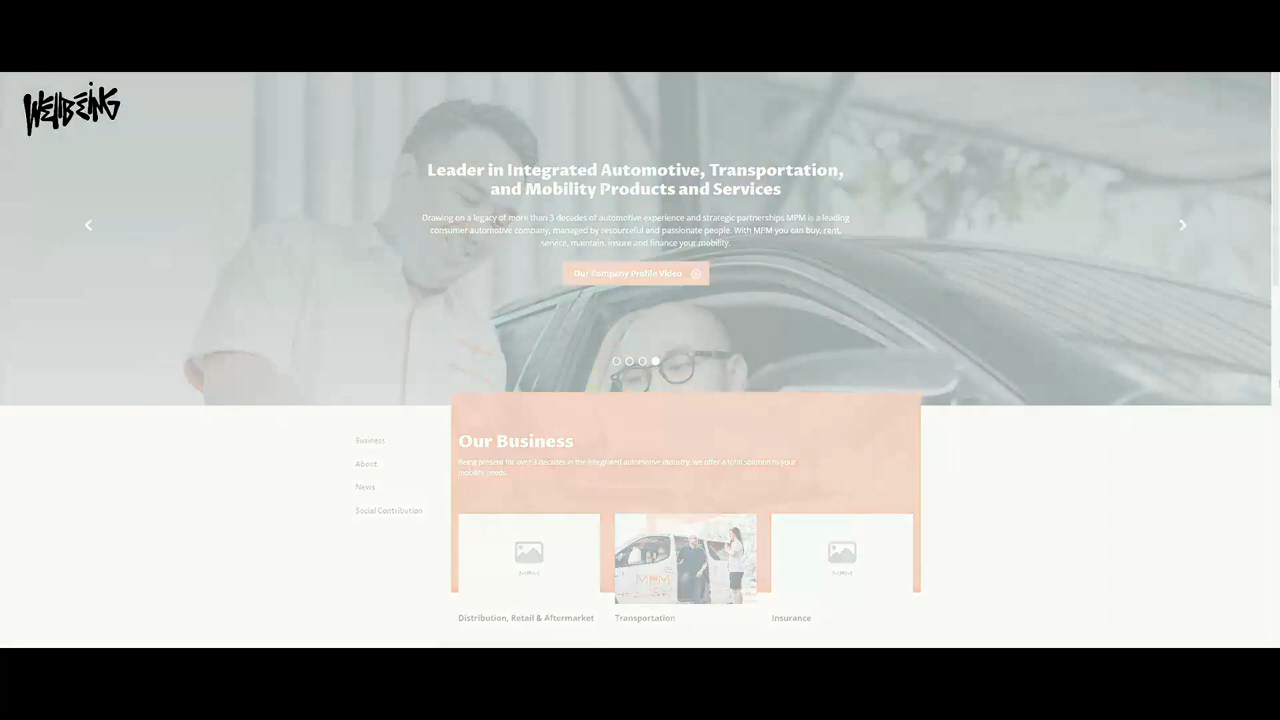 WELLBEING
Leader in Integrated Automotive, Transportation,
and Mobility Products and Services
Drawing on a legacy of more than 3 decades of automotive experience and strategic partnerships MPM is a leading
consumer automotive company, managed by resourceful and passionate people. With MPM you can buy, rent,
service, maintain, insure and finance your mobility.
Our Company Profile Video
Business
About
News
Social Contribution
Our Business
Being present for over 3 decades in the integrated automotive industry, we offer a total solution to your
mobility needs.
MPM
MPM
MPM
Distribution, Retail & Aftermarket
Transportation
Insurance